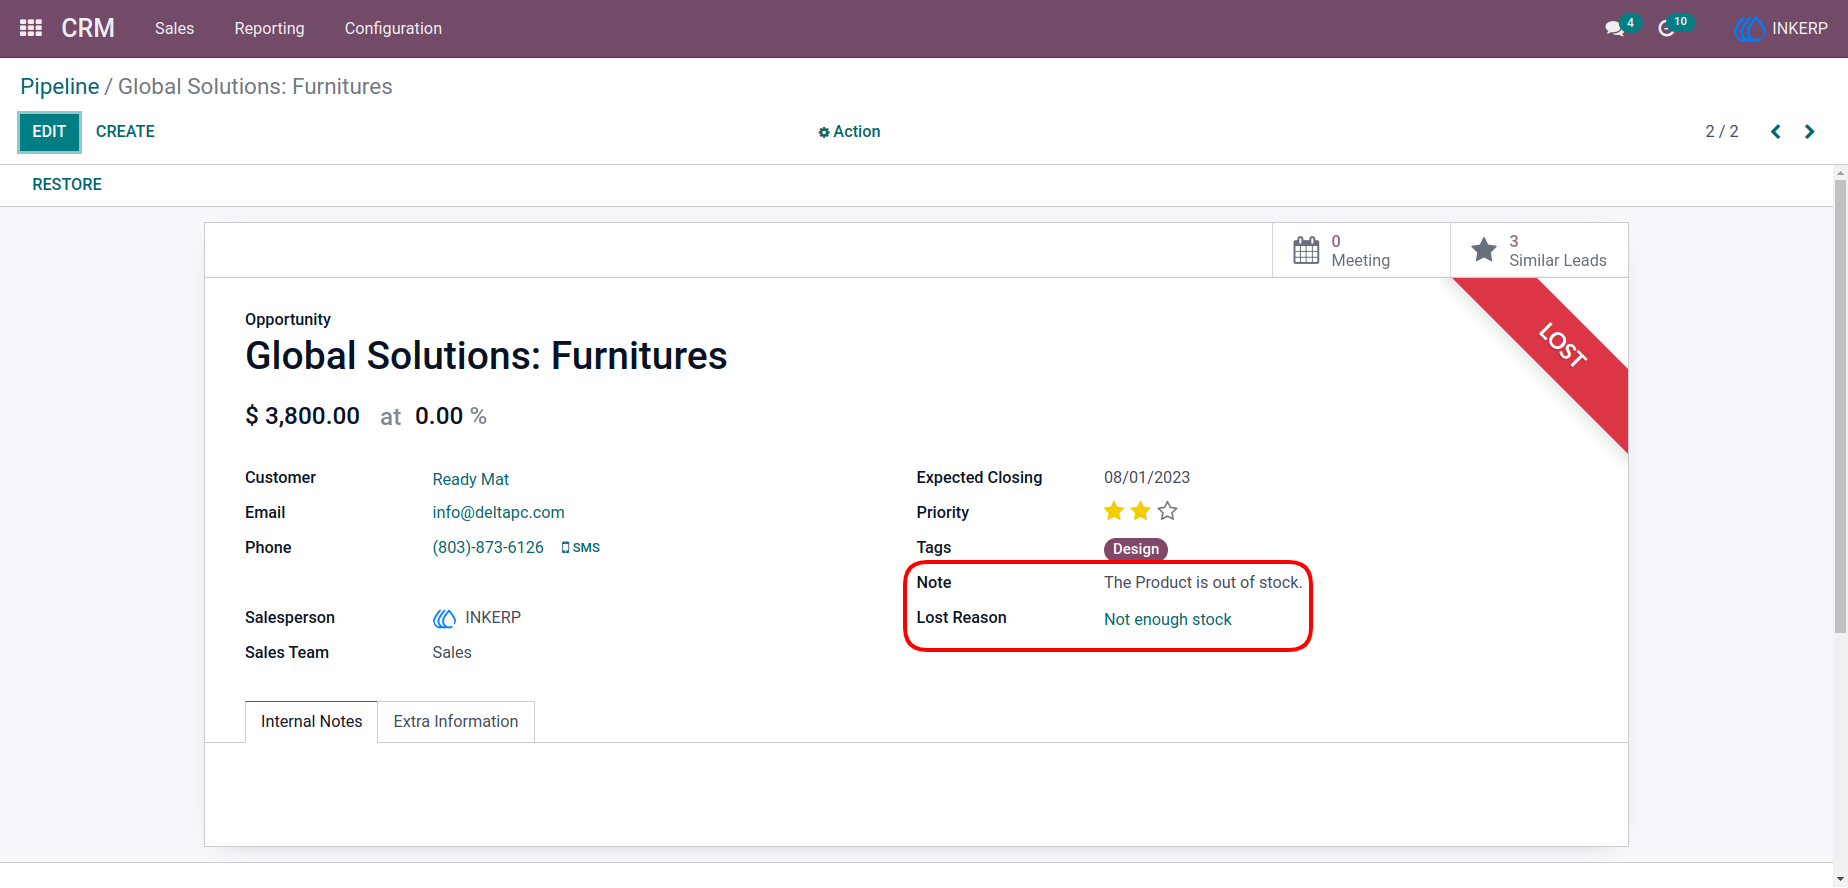 CRM Sales Reporting Configuration 4 10 INKERP
Pipeline / Global Solutions: Furnitures
EDIT CREATE Action 2 / 2
RESTORE
0
Meeting
3
Similar Leads
LOST
Opportunity
Global Solutions: Furnitures
$ 3,800.00 at 0.00 %
Customer Ready Mat
Email info@deltapc.com
Phone (803)-873-6126 SMS
Salesperson INKERP
Sales Team Sales
Expected Closing 08/01/2023
Priority
Tags Design
Note The Product is out of stock.
Lost Reason Not enough stock
Internal Notes Extra Information